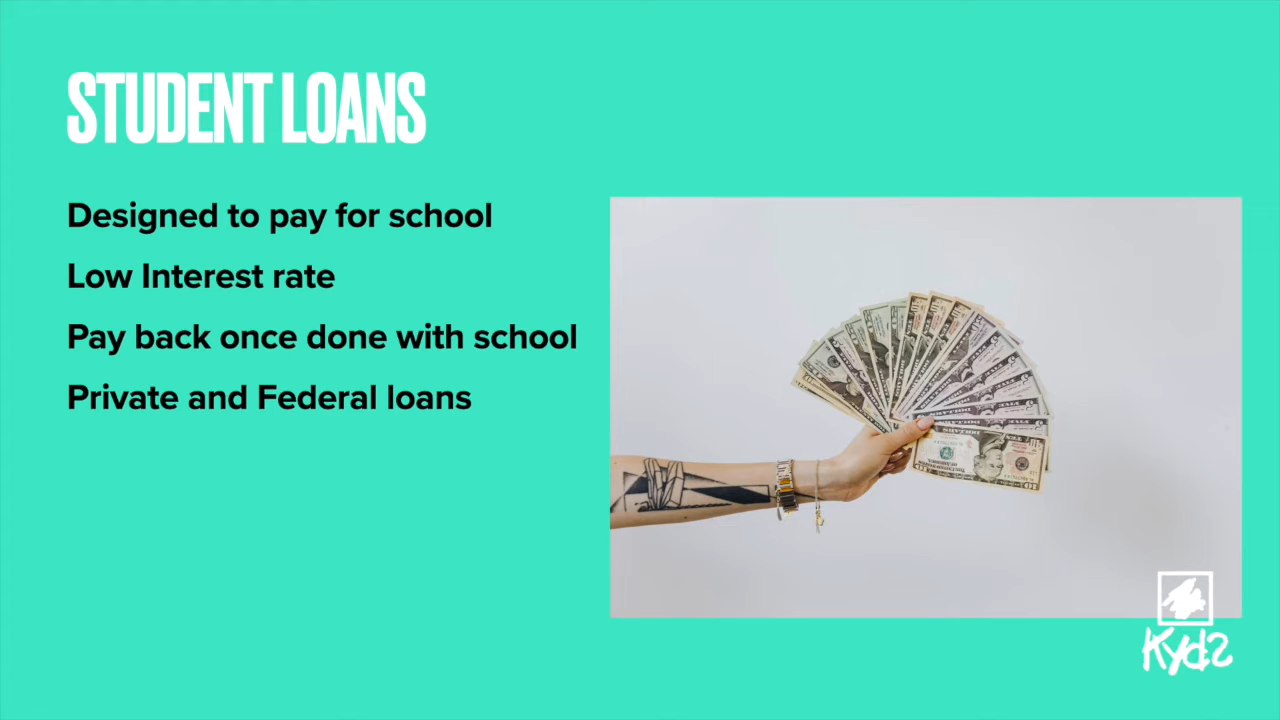 STUDENT LOANS
Designed to pay for school
Low Interest rate
Pay back once done with school
Private and Federal loans
Kyds